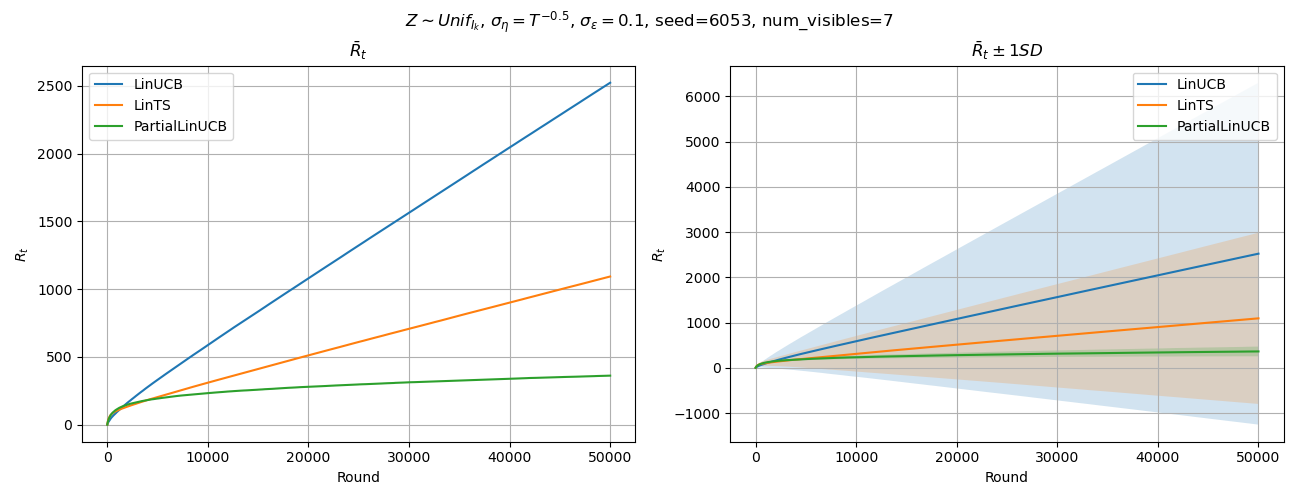 Z ∼ Unif_{I_k}, σ_η = T^{−0.5}, σ_ε = 0.1, seed=6053, num_visibles=7
R̄_t
R̄_t ± 1SD
LinUCB
LinTS
PartialLinUCB
R_t
2500
2000
1500
1000
500
0
0
10000
20000
30000
40000
50000
Round
LinUCB
LinTS
PartialLinUCB
R_t
6000
5000
4000
3000
2000
1000
0
−1000
0
10000
20000
30000
40000
50000
Round